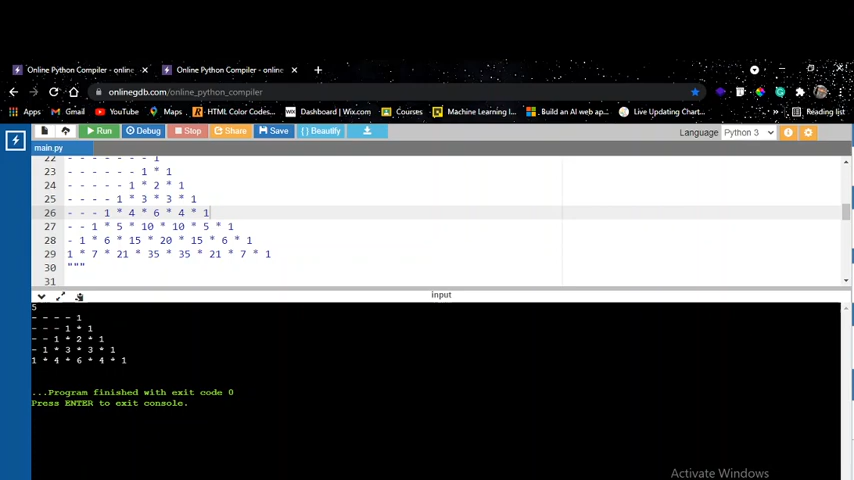 Online Python Compiler - online
Online Python Compiler - online
onlinegdb.com/online_python_compiler
Apps
Gmail
YouTube
Maps
HTML Color Codes...
Dashboard | Wix.com
Courses
Machine Learning I...
Build an AI web ap...
Live Updating Chart...
Reading list
Run
Debug
Stop
Share
Save
{ } Beautify
Language Python 3
main.py
22 - - - - - - - 1
23 - - - - - - 1 * 1
24 - - - - - 1 * 2 * 1
25 - - - - 1 * 3 * 3 * 1
26 - - - 1 * 4 * 6 * 4 * 1
27 - - 1 * 5 * 10 * 10 * 5 * 1
28 - 1 * 6 * 15 * 20 * 15 * 6 * 1
29 1 * 7 * 21 * 35 * 35 * 21 * 7 * 1
30 """
31
input
5
- - - - 1
- - - 1 * 1
- - 1 * 2 * 1
- 1 * 3 * 3 * 1
1 * 4 * 6 * 4 * 1
...Program finished with exit code 0
Press ENTER to exit console.
Activate Windows